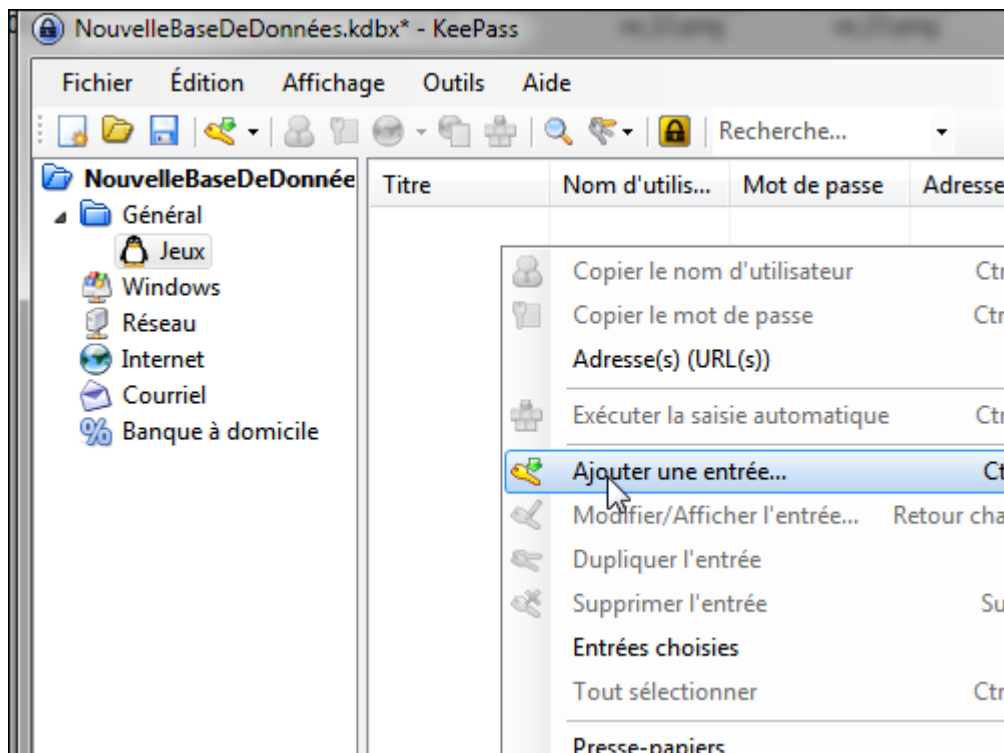 NouvelleBaseDeDonnées.kdbx* - KeePass
Fichier Édition Affichage Outils Aide
Recherche...
NouvelleBaseDeDonnée
Titre Nom d'utilis... Mot de passe Adresse
Général
Jeux
Windows
Réseau
Internet
Courriel
Banque à domicile
Copier le nom d'utilisateur Ctr
Copier le mot de passe Ctr
Adresse(s) (URL(s))
Exécuter la saisie automatique Ctr
Ajouter une entrée... Ct
Modifier/Afficher l'entrée... Retour cha
Dupliquer l'entrée
Supprimer l'entrée Su
Entrées choisies
Tout sélectionner Ctr
Presse-papiers